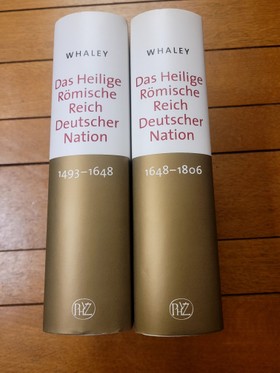 WHALEY
Das Heilige
Römische
Reich
Deutscher
Nation
1493–1648
WHALEY
Das Heilige
Römische
Reich
Deutscher
Nation
1648–1806